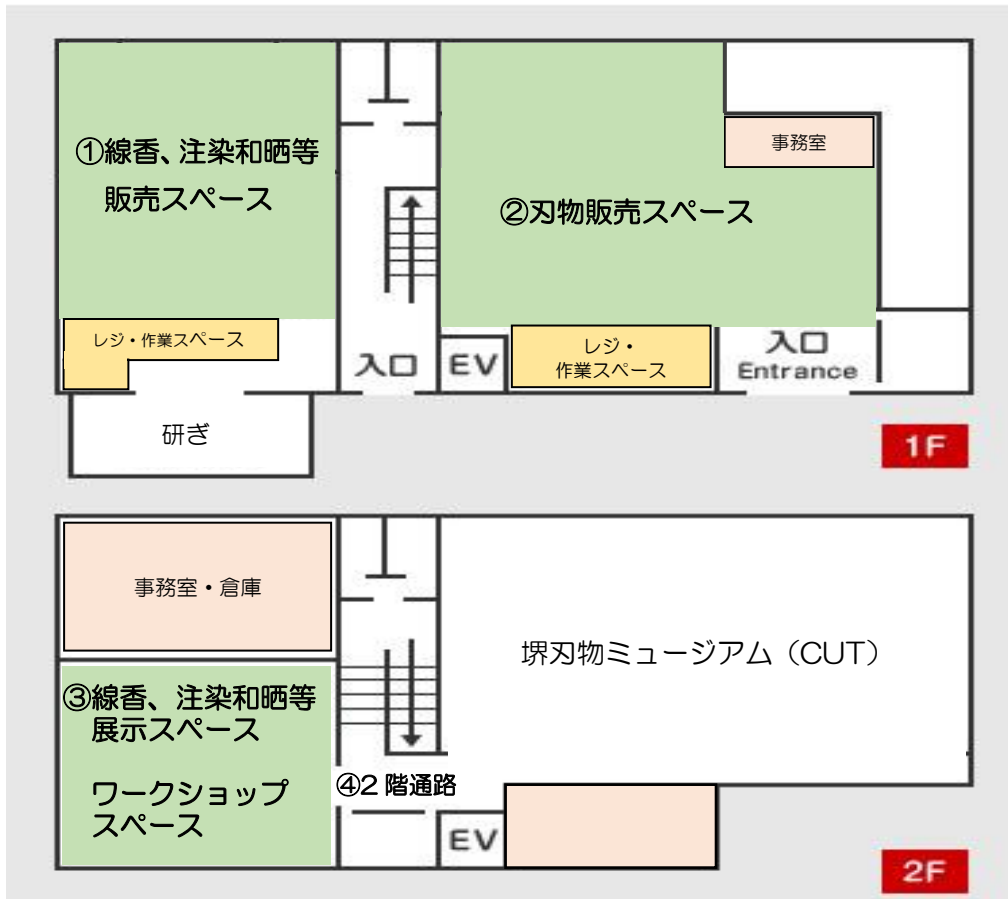 ①線香、注染和晒等
販売スペース
事務室
②刃物販売スペース
レジ・作業スペース
入口
EV
レジ・
作業スペース
入口
Entrance
研ぎ
1F
事務室・倉庫
堺刃物ミュージアム（CUT）
③線香、注染和晒等
展示スペース
ワークショップ
スペース
④2階通路
EV
2F